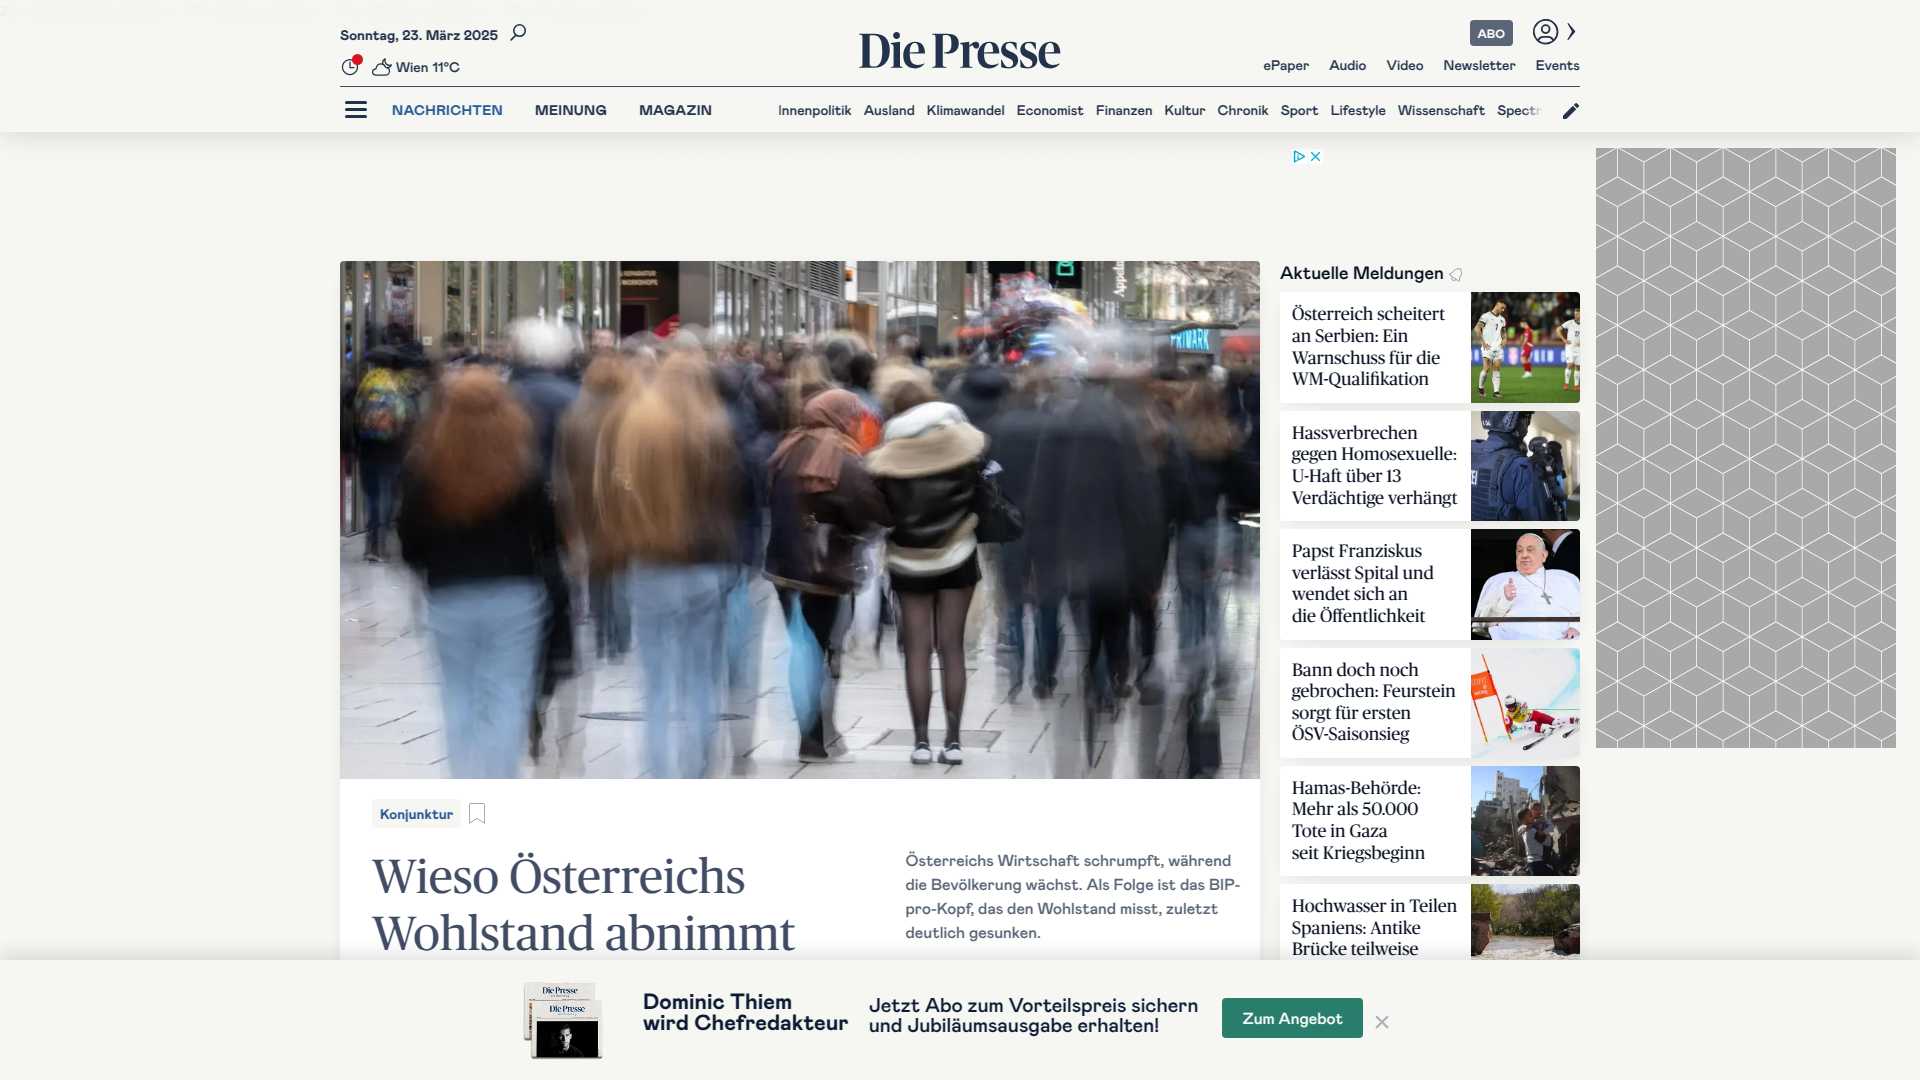 Sonntag, 23. März 2025
Wien 11°C
Die Presse
ABO
ePaper Audio Video Newsletter Events
NACHRICHTEN MEINUNG MAGAZIN
Innenpolitik Ausland Klimawandel Economist Finanzen Kultur Chronik Sport Lifestyle Wissenschaft
PRIMARK
Konjunktur
Wieso Österreichs
Wohlstand abnimmt
Österreichs Wirtschaft schrumpft, während
die Bevölkerung wächst. Als Folge ist das BIP-
pro-Kopf, das den Wohlstand misst, zuletzt
deutlich gesunken.
Aktuelle Meldungen
Österreich scheitert
an Serbien: Ein
Warnschuss für die
WM-Qualifikation
Hassverbrechen
gegen Homosexuelle:
U-Haft über 13
Verdächtige verhängt
Papst Franziskus
verlässt Spital und
wendet sich an
die Öffentlichkeit
Bann doch noch
gebrochen: Feurstein
sorgt für ersten
ÖSV-Saisonsieg
Hamas-Behörde:
Mehr als 50.000
Tote in Gaza
seit Kriegsbeginn
Hochwasser in Teilen
Spaniens: Antike
Brücke teilweise
Die Presse
Die Presse
Dominic Thiem
wird Chefredakteur
Jetzt Abo zum Vorteilspreis sichern
und Jubiläumsausgabe erhalten!
Zum Angebot